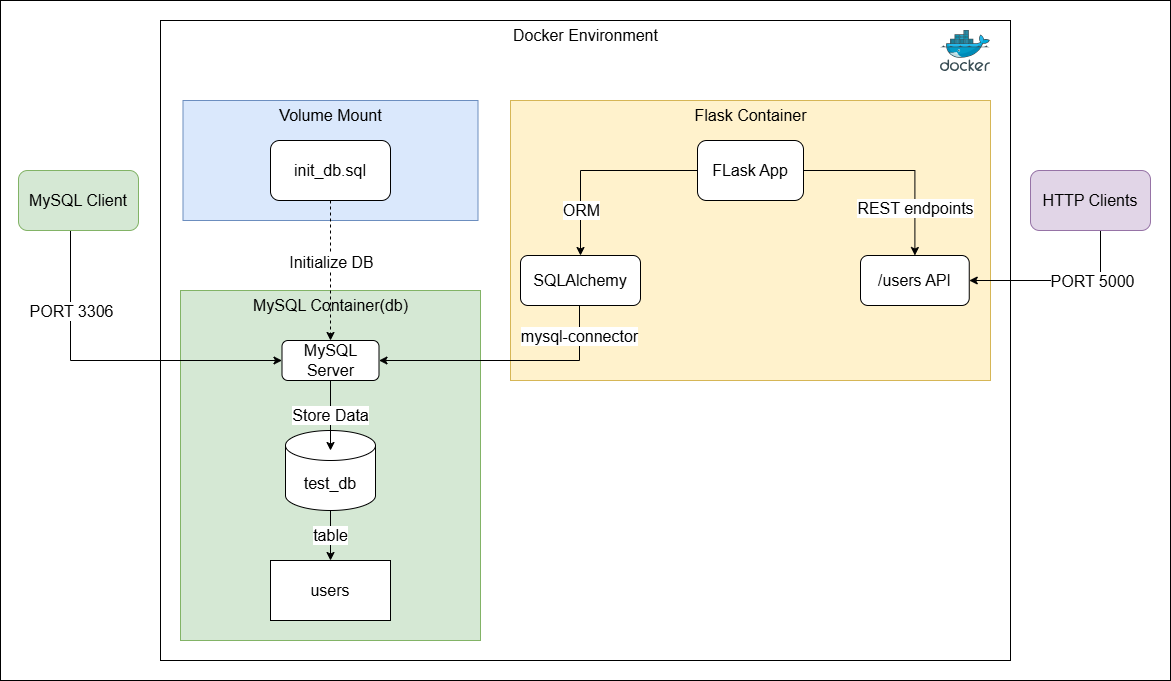 Docker Environment
docker
Volume Mount
init_db.sql
Flask Container
FLask App
MySQL Client
HTTP Clients
ORM
REST endpoints
Initialize DB
SQLAlchemy
/users API
PORT 5000
MySQL Container(db)
PORT 3306
mysql-connector
MySQL
Server
Store Data
test_db
table
users